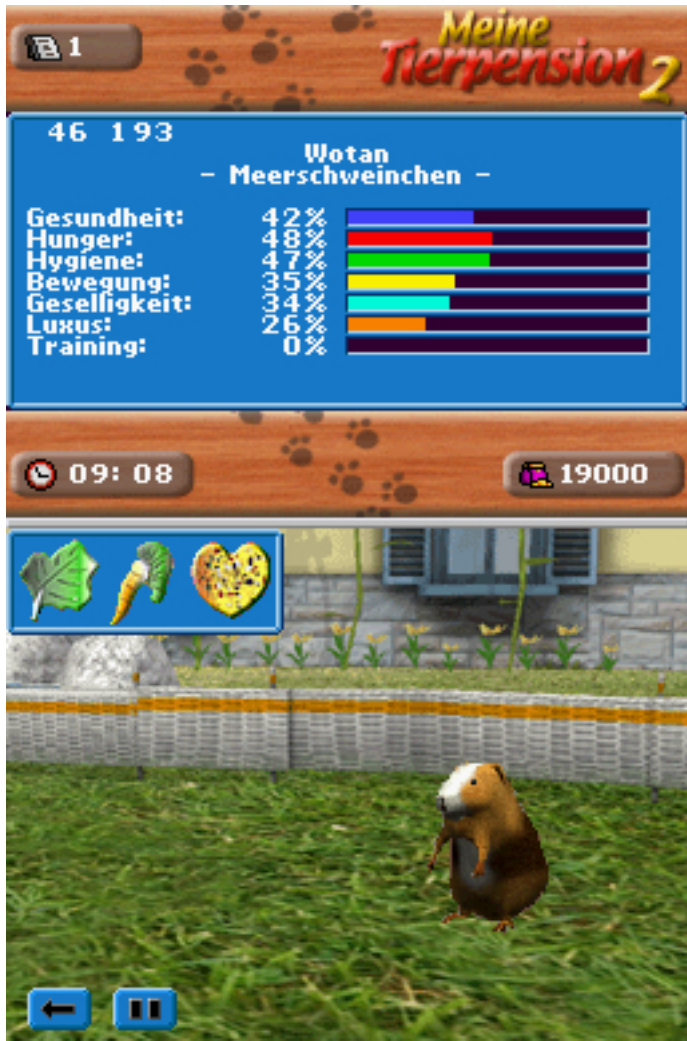 1
Meine
Tierpension 2
46 193
Wotan
- Meerschweinchen -
Gesundheit: 42%
Hunger: 48%
Hygiene: 47%
Bewegung: 35%
Geselligkeit: 34%
Luxus: 26%
Training: 0%
09: 08
19000